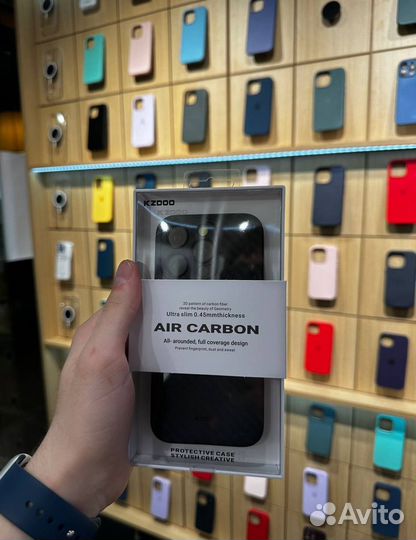 KZDOO
KZDOO
3D pattern of carbon fiber
reveal the beauty of Geometry
Ultra slim 0.45mmthickness
AIR CARBON
All- arounded, full coverage design
Prevent fingerprint, dust and sweat
PROTECTIVE CASE
STYLISH CREATIVE
Avito